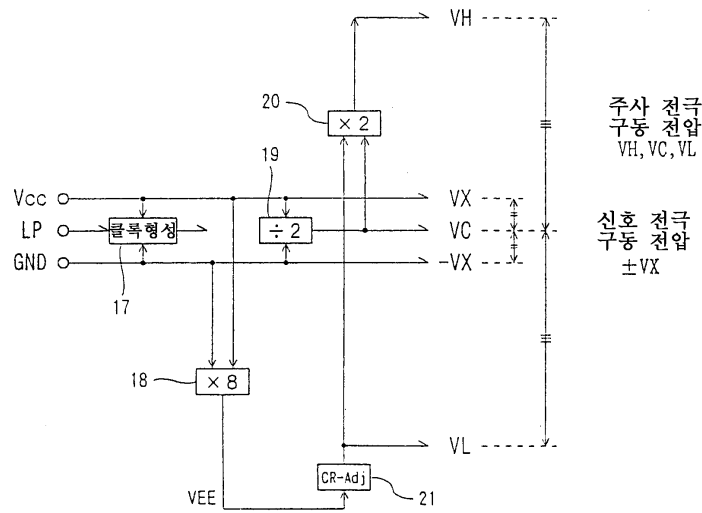 VH
20
× 2
주사 전극
구동 전압
VH, VC, VL
19
Vcc
VX
LP
클록형성
÷ 2
VC
신호 전극
구동 전압
±VX
GND
-VX
17
18
× 8
VL
CR-Adj
VEE
21